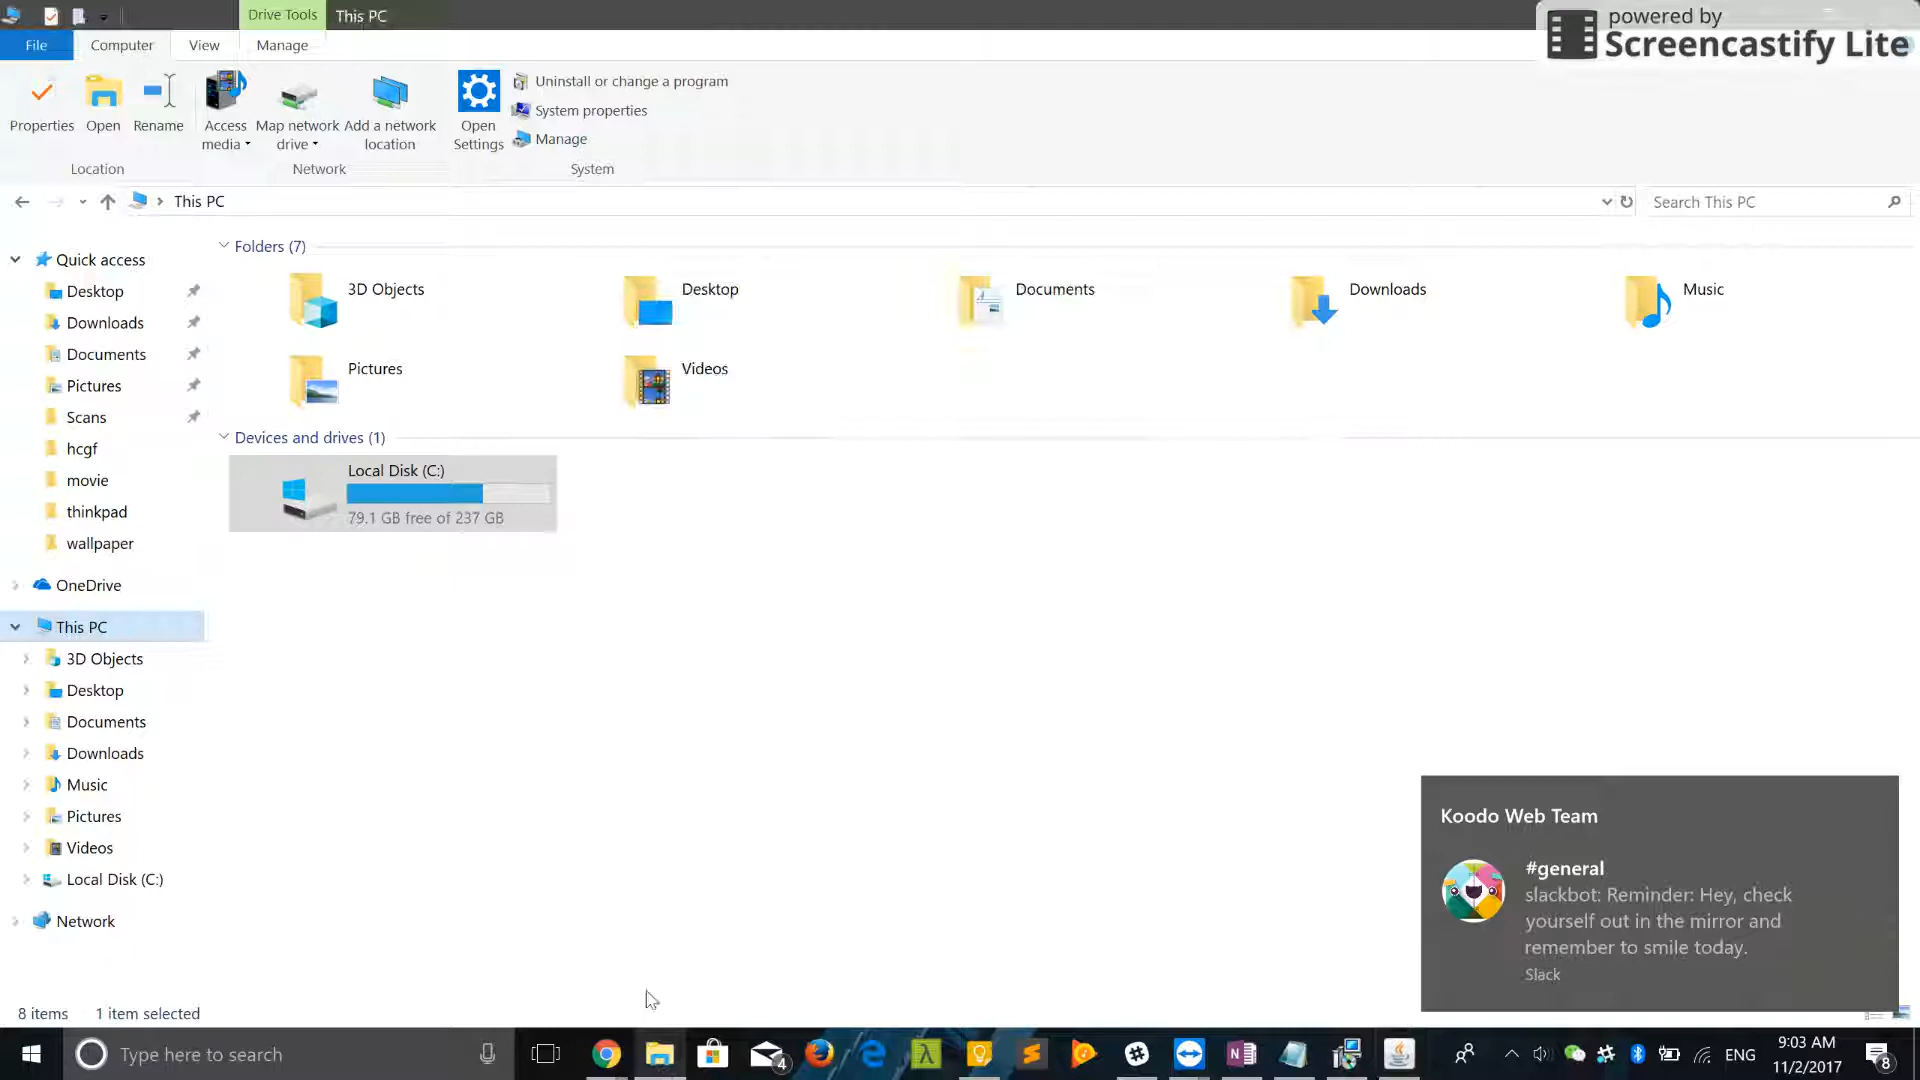 Drive Tools
This PC
powered by
Screencastify Lite
File
Computer
View
Manage
Properties
Open
Rename
Access media
Map network drive
Add a network location
Open Settings
Uninstall or change a program
System properties
Manage
Location
Network
System
This PC
Search This PC
Quick access
Desktop
Downloads
Documents
Pictures
Scans
hcgf
movie
thinkpad
wallpaper
OneDrive
This PC
3D Objects
Desktop
Documents
Downloads
Music
Pictures
Videos
Local Disk (C:)
Network
Folders (7)
3D Objects
Desktop
Documents
Downloads
Music
Pictures
Videos
Devices and drives (1)
Local Disk (C:)
79.1 GB free of 237 GB
Koodo Web Team
#general
slackbot: Reminder: Hey, check
yourself out in the mirror and
remember to smile today.
Slack
8 items
1 item selected
Type here to search
4
N
ENG
9:03 AM
11/2/2017
8